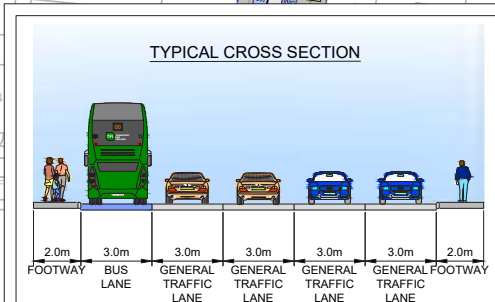 TYPICAL CROSS SECTION
2.0m 3.0m 3.0m 3.0m 3.0m 3.0m 2.0m
FOOTWAY BUS GENERAL GENERAL GENERAL GENERAL FOOTWAY
LANE TRAFFIC TRAFFIC TRAFFIC TRAFFIC
LANE LANE LANE LANE